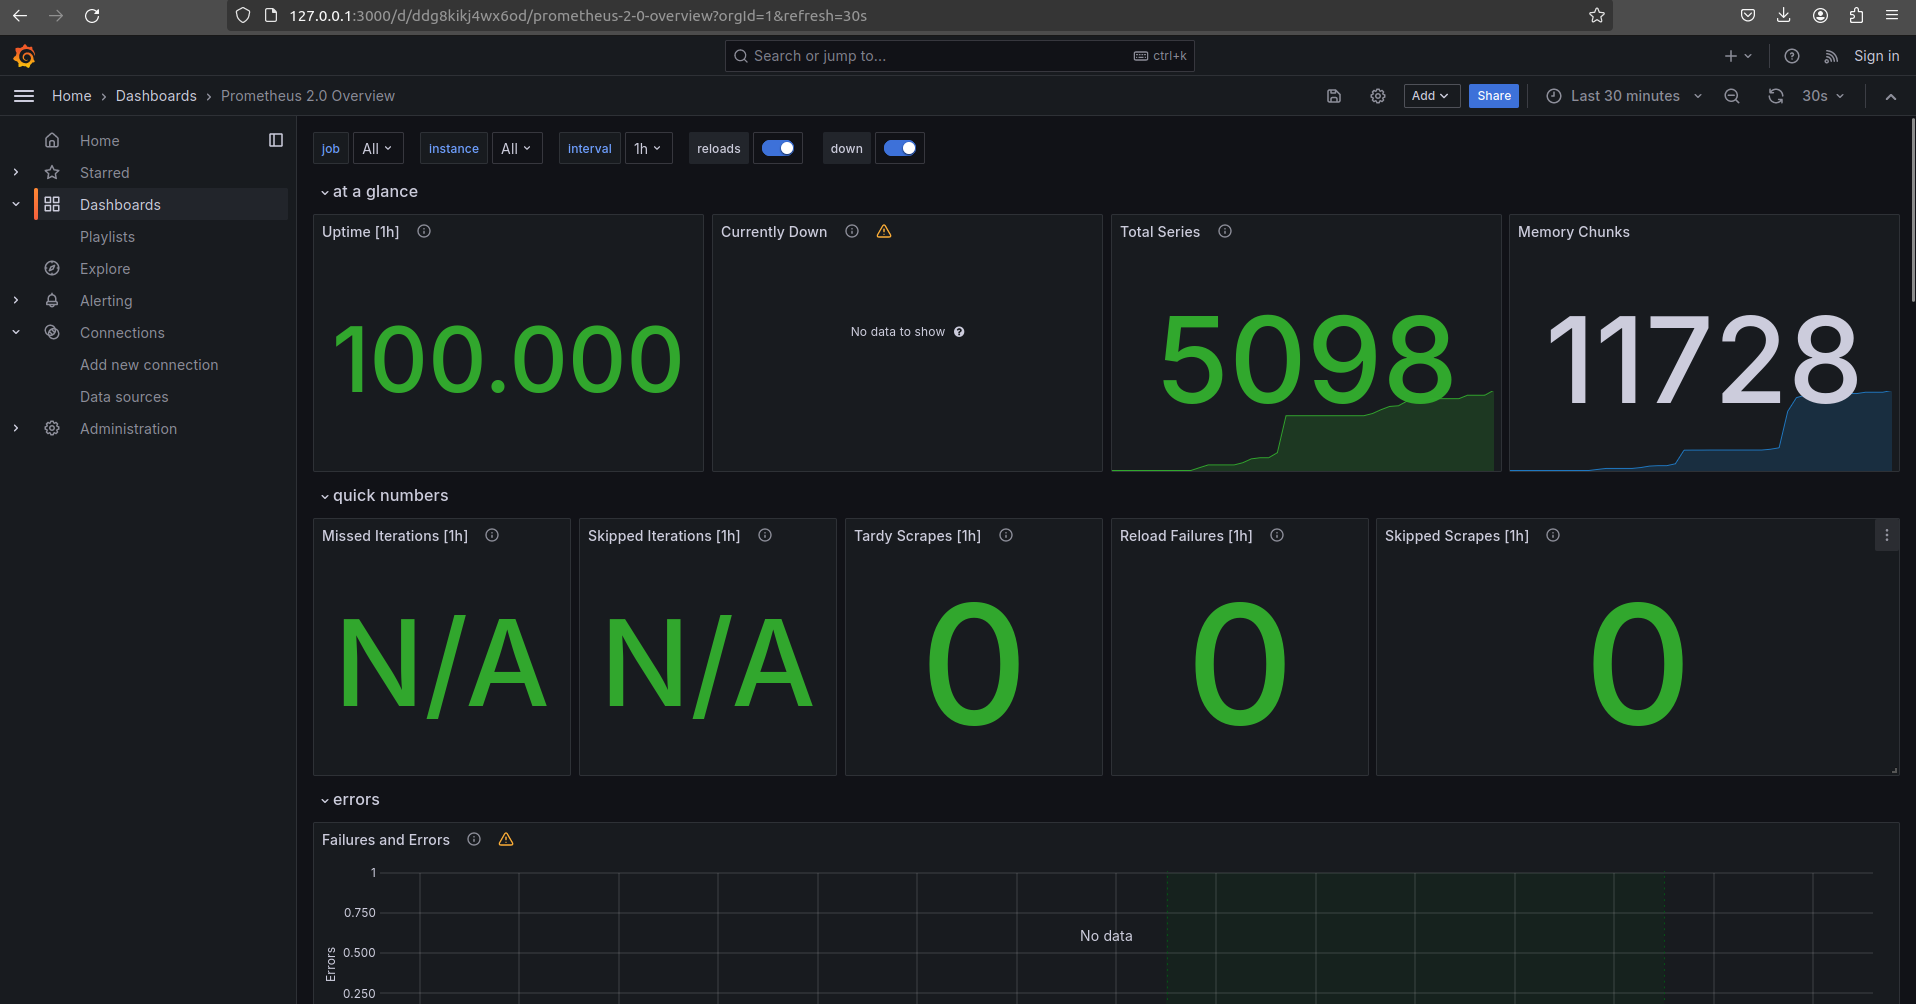 127.0.0.1:3000/d/ddg8kikj4wx6od/prometheus-2-0-overview?orgId=1&refresh=30s
Search or jump to... ctrl+k
Sign in
Home › Dashboards › Prometheus 2.0 Overview
Add
Share
Last 30 minutes
30s
Home
Starred
Dashboards
Playlists
Explore
Alerting
Connections
Add new connection
Data sources
Administration
job All instance All interval 1h reloads down
at a glance
Uptime [1h]
100.000
Currently Down
No data to show
Total Series
5098
Memory Chunks
11728
quick numbers
Missed Iterations [1h]
N/A
Skipped Iterations [1h]
N/A
Tardy Scrapes [1h]
0
Reload Failures [1h]
0
Skipped Scrapes [1h]
0
errors
Failures and Errors
1
0.750
0.500
0.250
Errors
No data